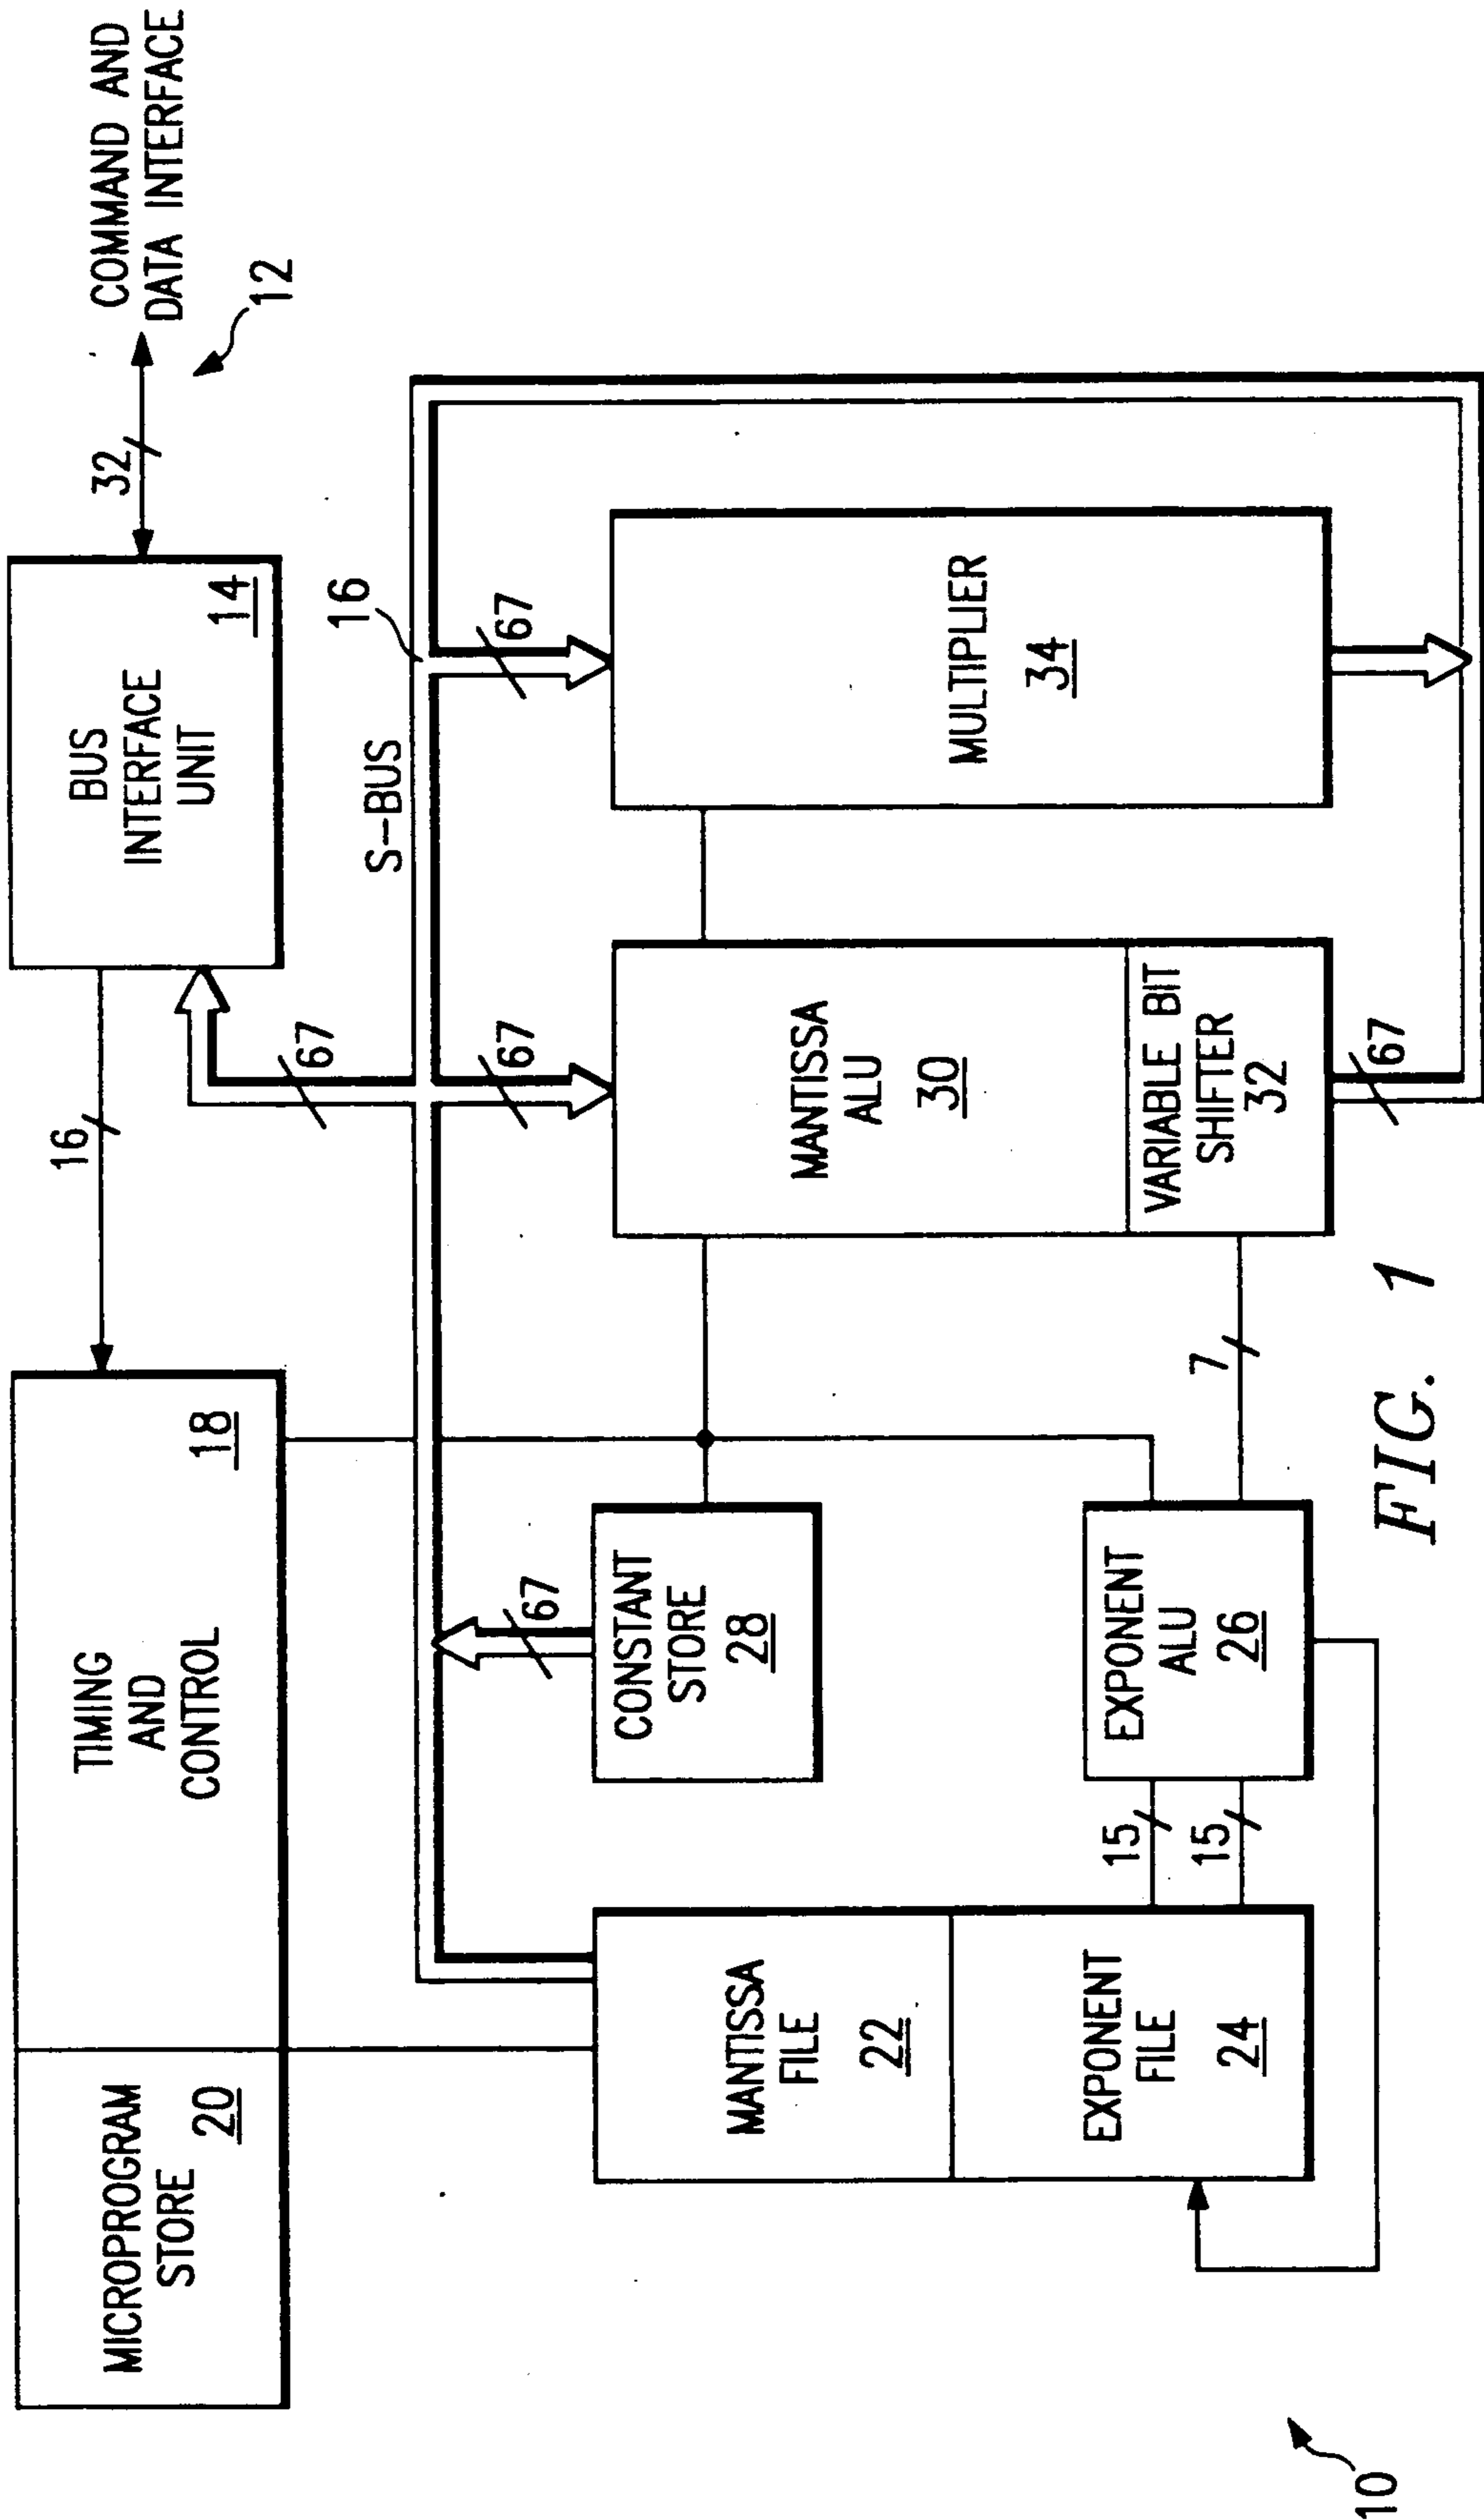 COMMAND AND
DATA INTERFACE
12
32
BUS
INTERFACE
UNIT
14
16
TIMING
AND
CONTROL
18
MICROPROGRAM
STORE
20
16
S-BUS
67
67
67
67
67
MANTISSA
FILE
22
EXPONENT
FILE
24
CONSTANT
STORE
28
EXPONENT
ALU
26
15
15
7
MANTISSA
ALU
30
VARIABLE BIT
SHIFTER
32
MULTIPLIER
34
10
FIG. 1